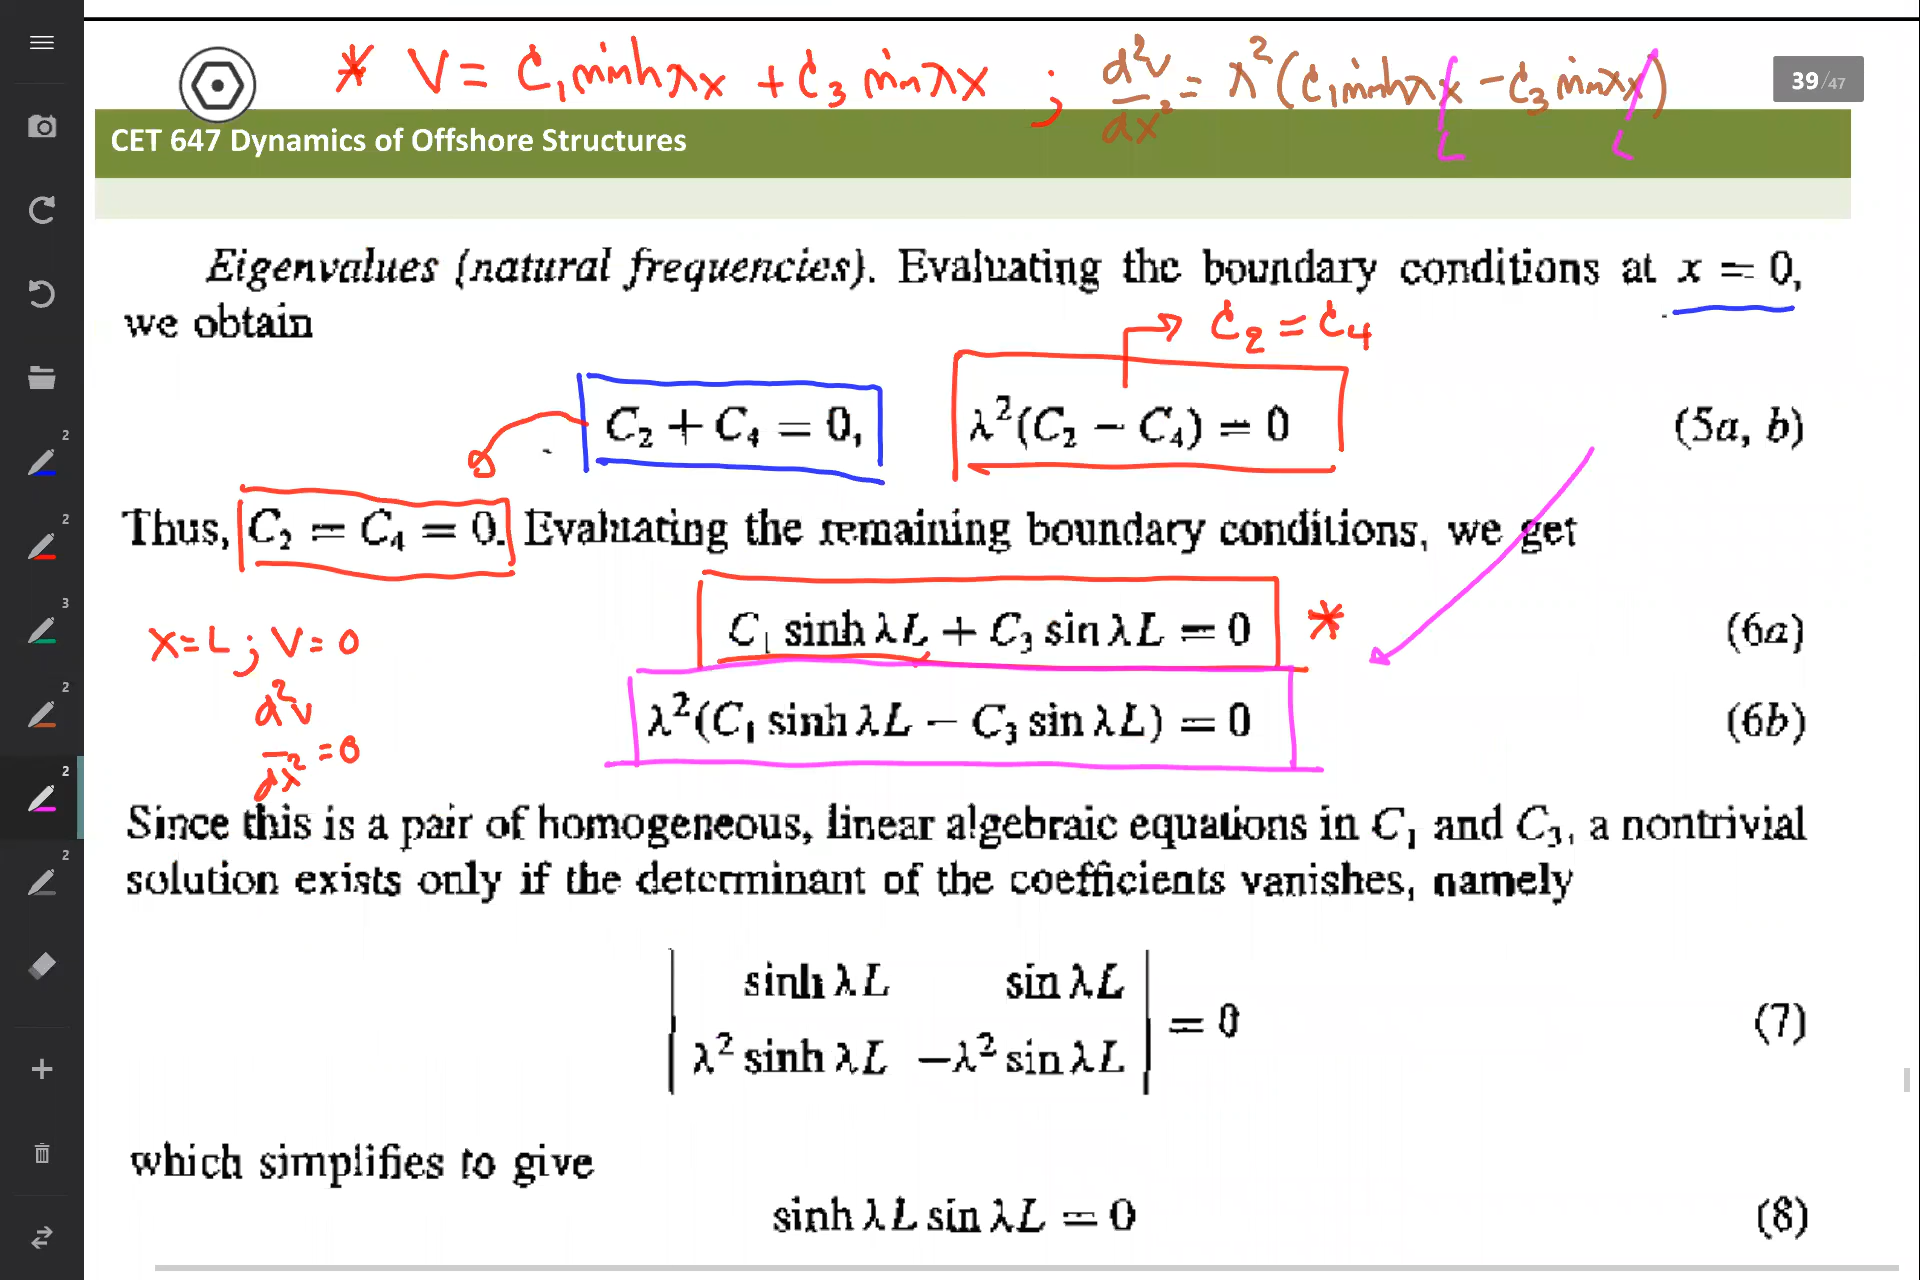 * V = C₁ sinh λx + C₃ sin λx ; d²v/dx² = λ²(C₁ sinh λx - C₃ sin λx)
L L
39/47
CET 647 Dynamics of Offshore Structures
Eigenvalues (natural frequencies). Evaluating the boundary conditions at x = 0,
we obtain
C₂ = C₄
C₂ + C₄ = 0, λ²(C₂ − C₄) = 0 (5a, b)
Thus, C₂ = C₄ = 0. Evaluating the remaining boundary conditions, we get
C₁ sinh λL + C₃ sin λL = 0 * (6a)
x = L ; V = 0
λ²(C₁ sinh λL − C₃ sin λL) = 0 (6b)
d²v/dx² = 0
Since this is a pair of homogeneous, linear algebraic equations in C₁ and C₃, a nontrivial
solution exists only if the determinant of the coefficients vanishes, namely
| sinh λL sin λL |
| λ² sinh λL −λ² sin λL | = 0 (7)
which simplifies to give
sinh λL sin λL = 0 (8)
2
2
3
2
2
2